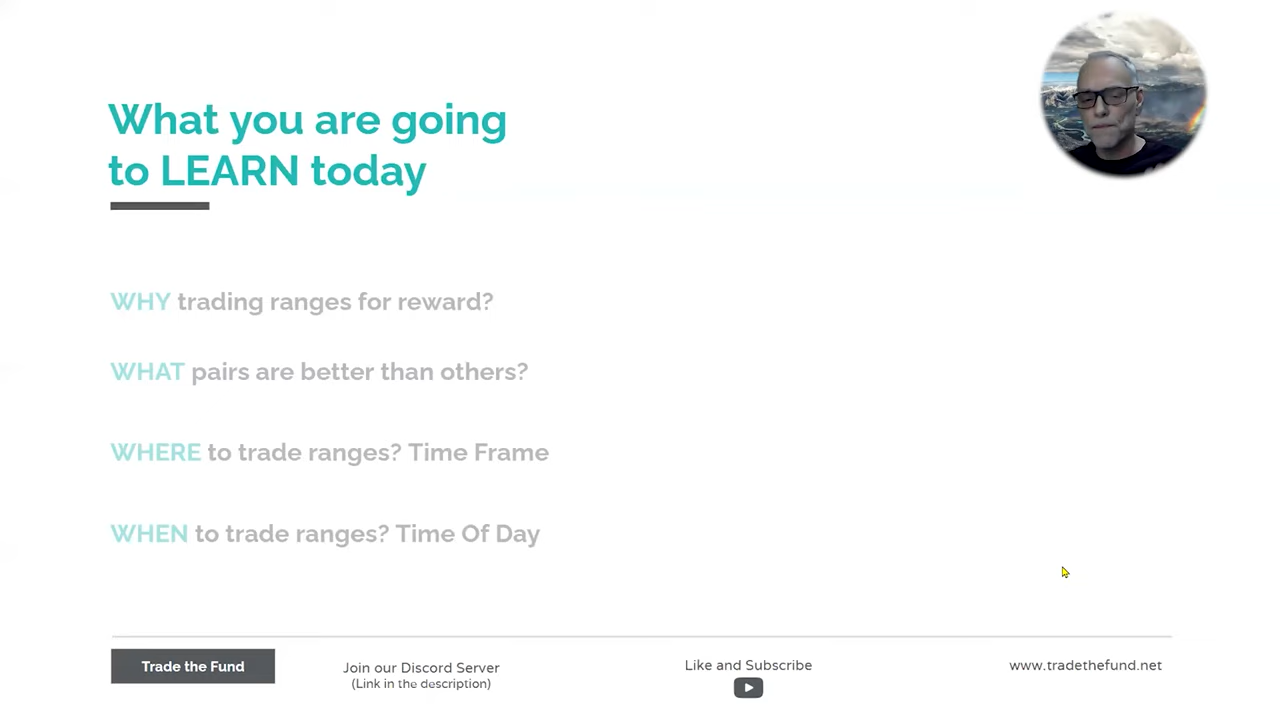 What you are going
to LEARN today
WHY trading ranges for reward?
WHAT pairs are better than others?
WHERE to trade ranges? Time Frame
WHEN to trade ranges? Time Of Day
Trade the Fund
Join our Discord Server
(Link in the description)
Like and Subscribe
www.tradethefund.net